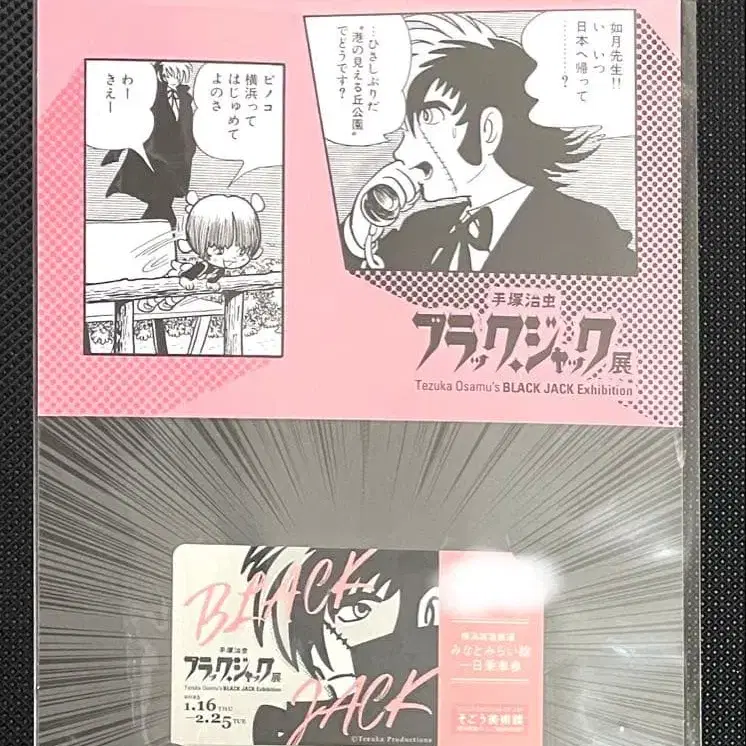 如月先生!!
い いつ
日本へ帰って
………?
…ひさしぶりだ
"港の見える丘公園"
でどうです?
ピノコ
横浜って
はじゅめて
よのさ
わー
きえー
手塚治虫
ブラック・ジャック展
Tezuka Osamu's BLACK JACK Exhibition
BLACK
JACK
手塚治虫
ブラック・ジャック展
Tezuka Osamu's BLACK JACK Exhibition
1.16 THU
—2.25 TUE
©Tezuka Productions
横浜高速鉄道
みなとみらい線
一日乗車券
そごう美術館